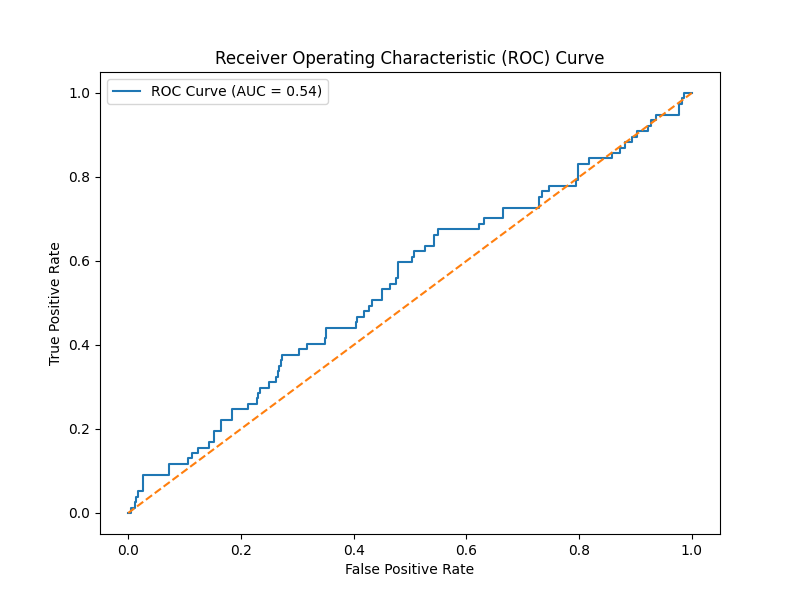 Receiver Operating Characteristic (ROC) Curve
ROC Curve (AUC = 0.54)
1.0
0.8
0.6
0.4
0.2
0.0
True Positive Rate
0.0 0.2 0.4 0.6 0.8 1.0
False Positive Rate